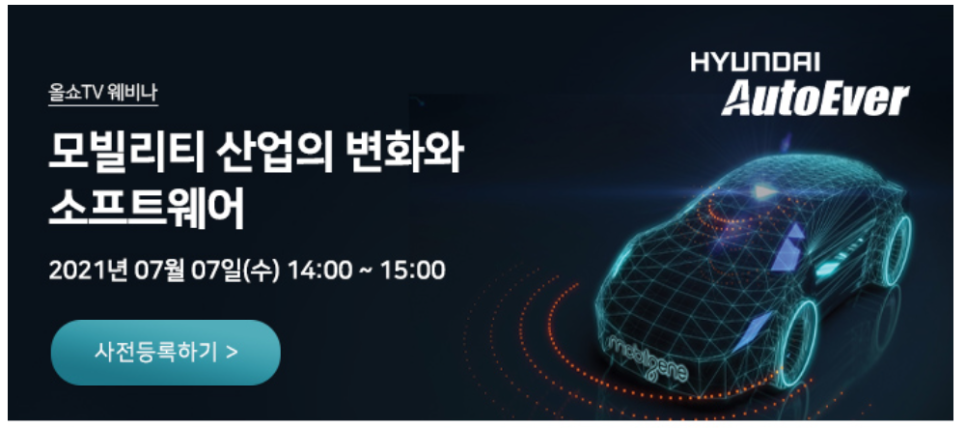 올쇼TV 웨비나
HYUNDAI
AutoEver
모빌리티 산업의 변화와
소프트웨어
2021년 07월 07일(수) 14:00 ~ 15:00
사전등록하기 >
mobilgene